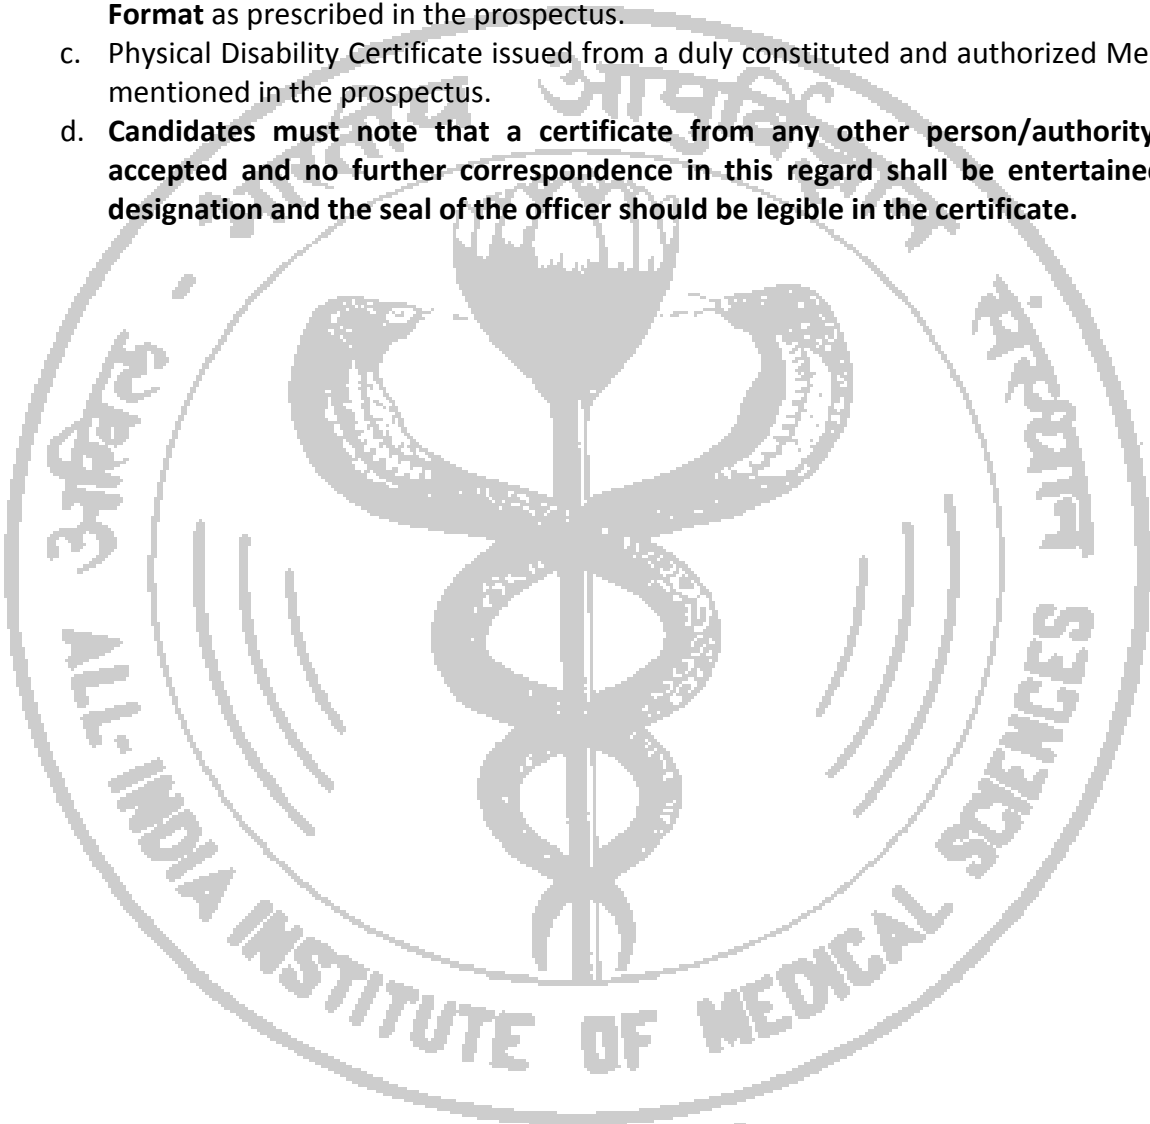 Format as prescribed in the prospectus.
c. Physical Disability Certificate issued from a duly constituted and authorized Me
mentioned in the prospectus.
d. Candidates must note that a certificate from any other person/authority
accepted and no further correspondence in this regard shall be entertained
designation and the seal of the officer should be legible in the certificate.
अखिल - भारतीय आयुर्विज्ञान संस्थान
ALL-INDIA INSTITUTE OF MEDICAL SCIENCES